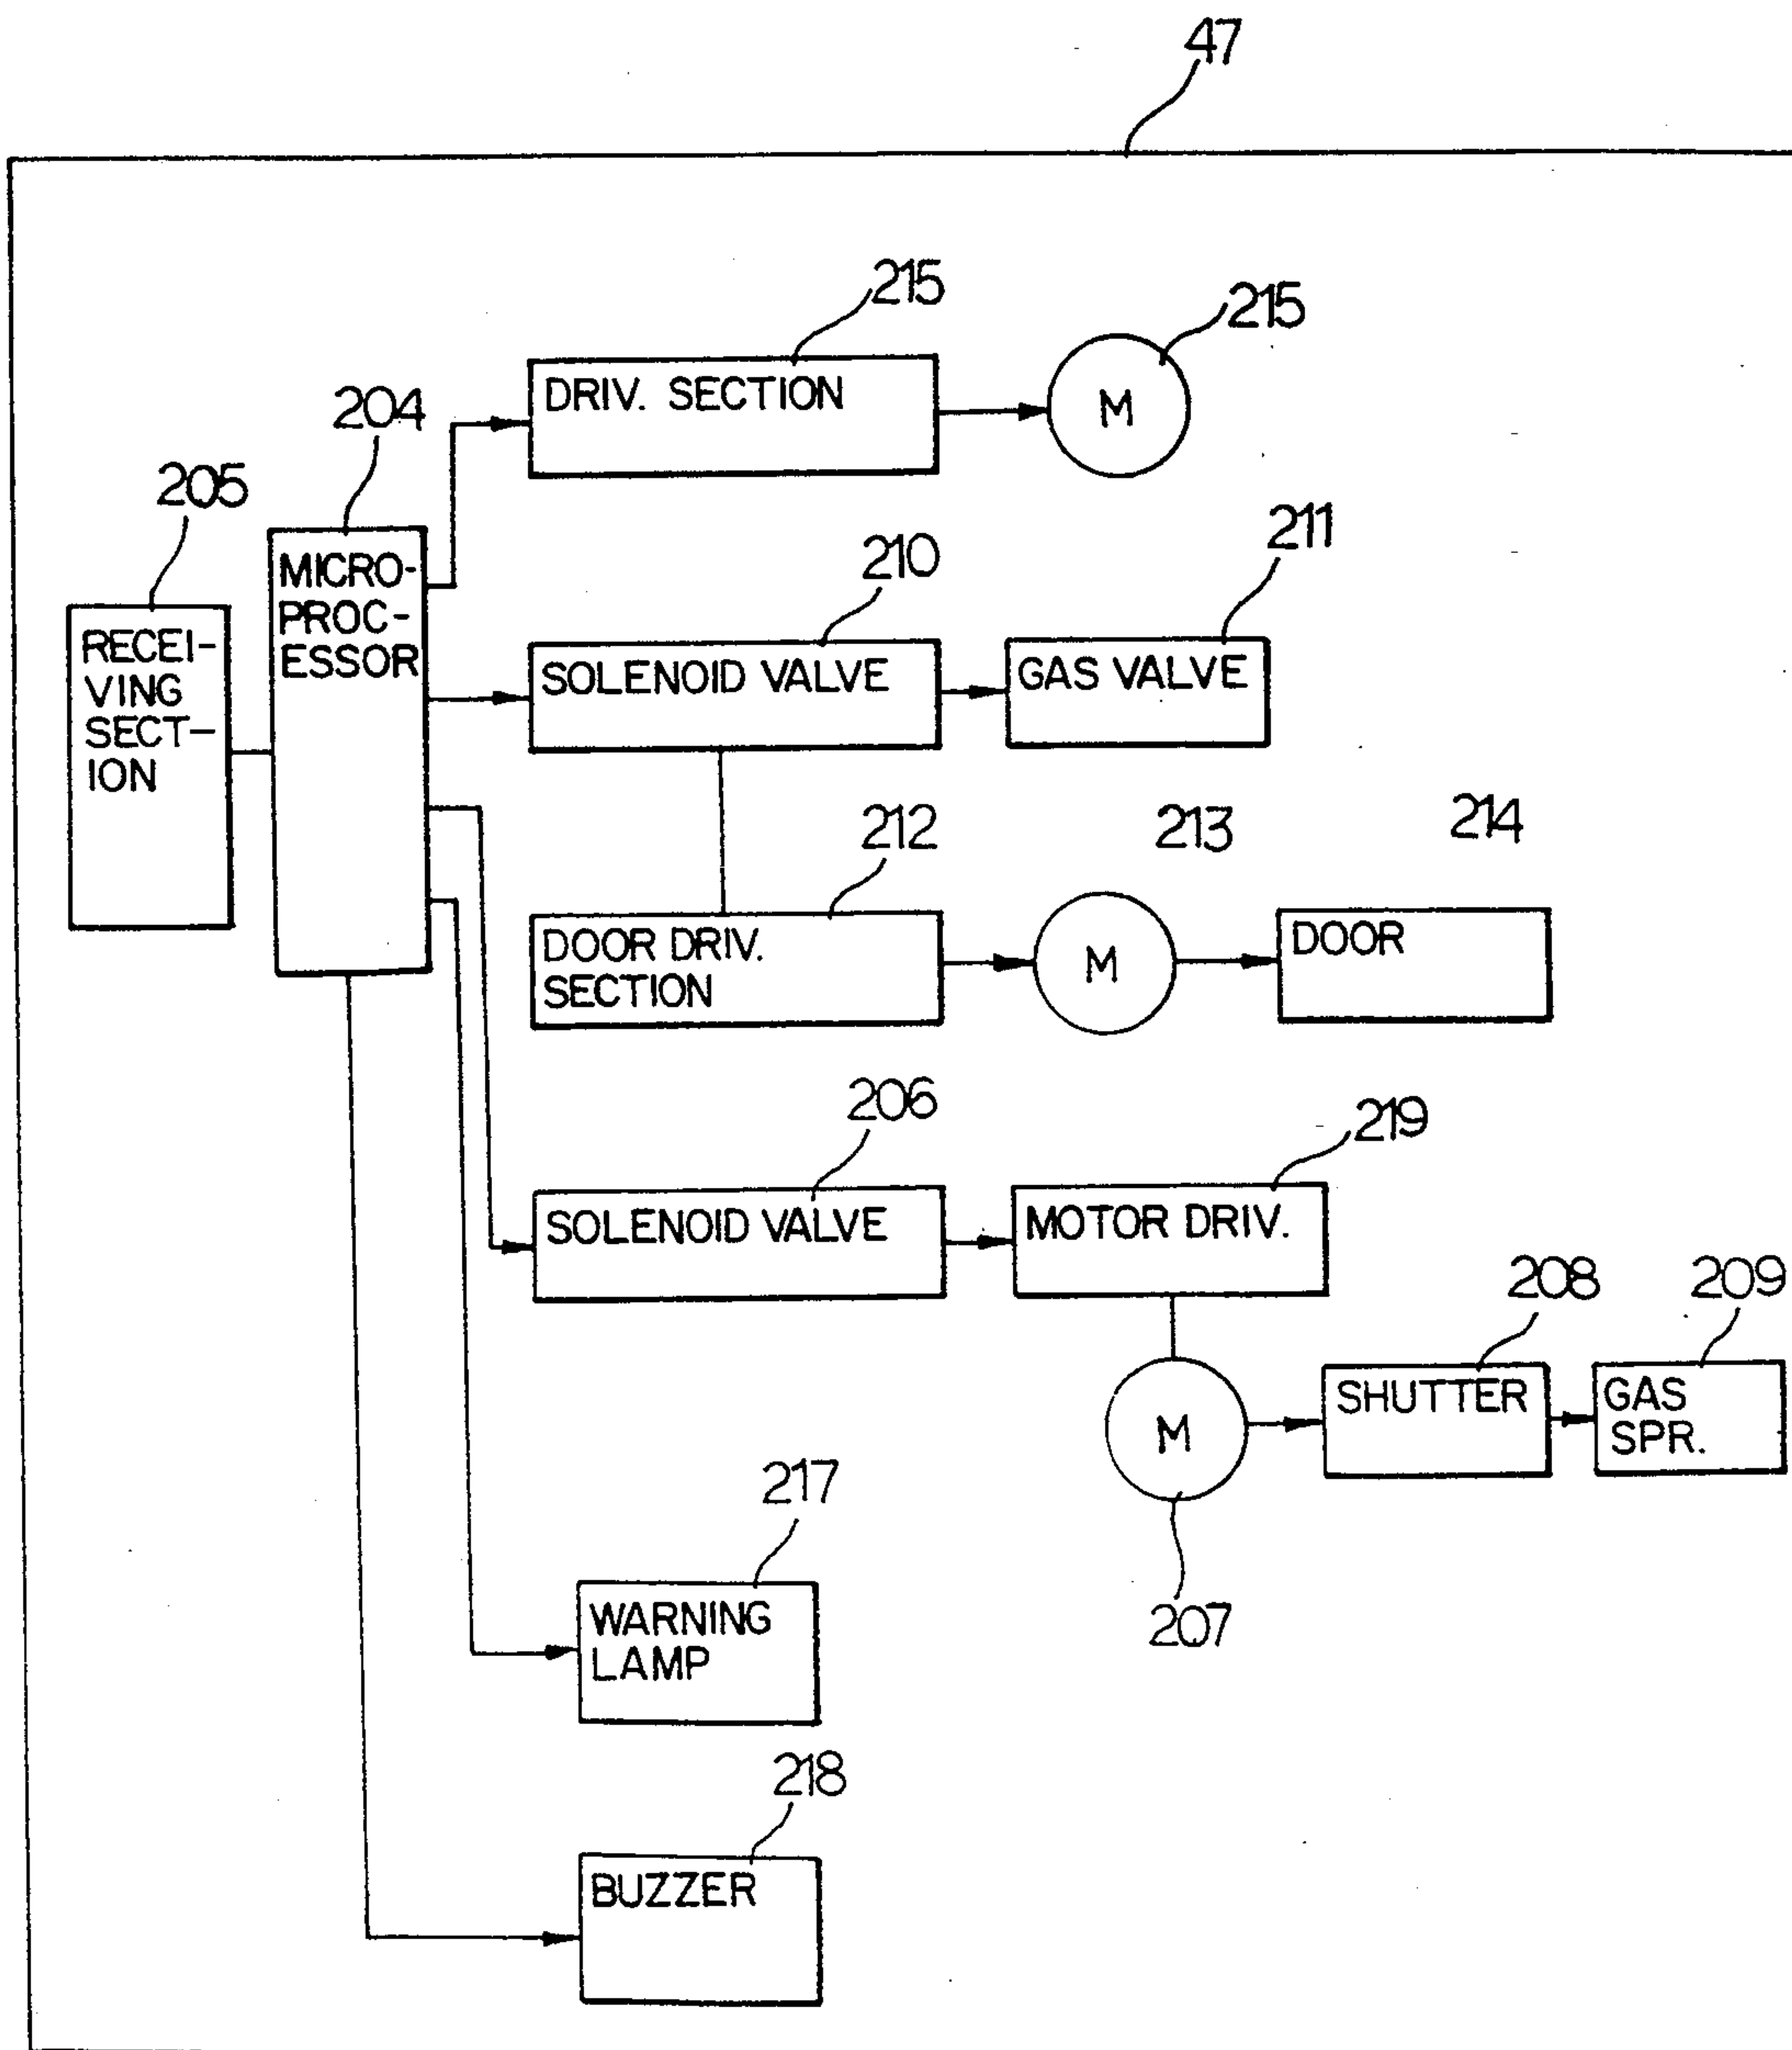 47
215
215
DRIV. SECTION
M
204
205
MICRO-
PROC-
ESSOR
RECEI-
VING
SECT-
ION
210
211
SOLENOID VALVE
GAS VALVE
212
213
214
DOOR DRIV.
SECTION
M
DOOR
206
219
SOLENOID VALVE
MOTOR DRIV.
208
209
M
SHUTTER
GAS
SPR.
207
217
WARNING
LAMP
218
BUZZER